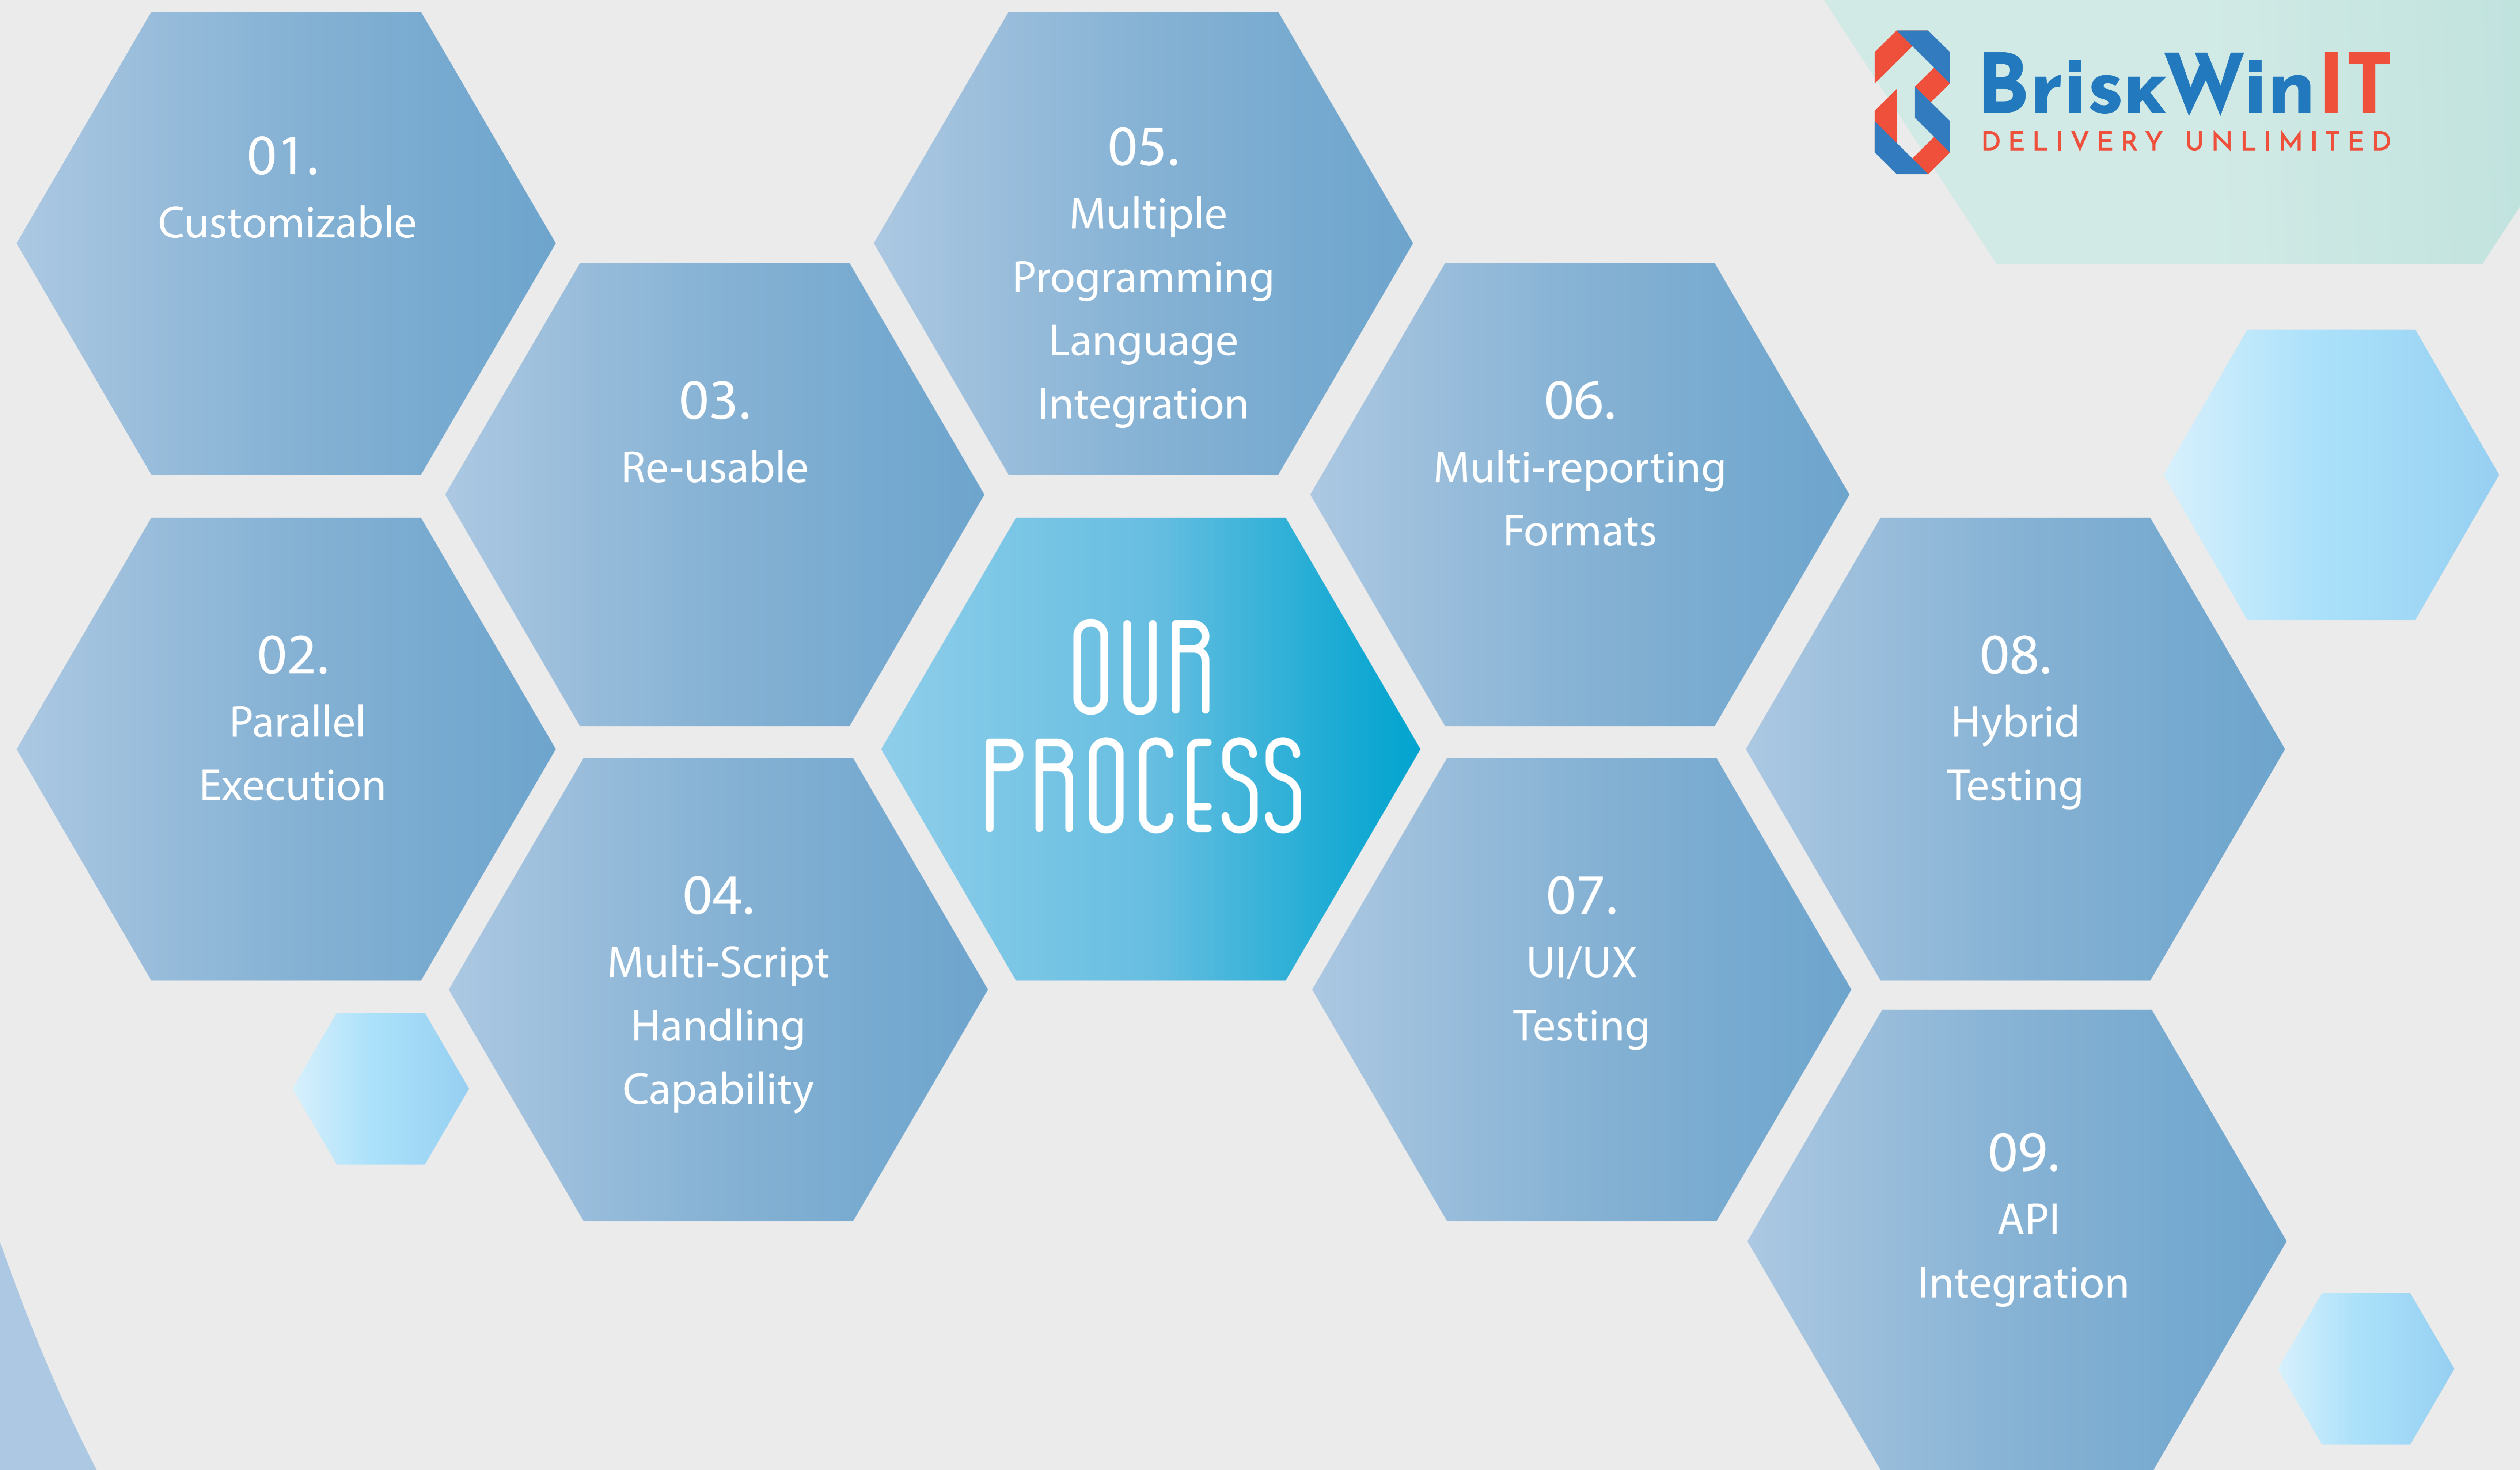 BriskWinIT
DELIVERY UNLIMITED
01.
Customizable
02.
Parallel
Execution
03.
Re-usable
04.
Multi-Script
Handling
Capability
05.
Multiple
Programming
Language
Integration
OUR
PROCESS
06.
Multi-reporting
Formats
07.
UI/UX
Testing
08.
Hybrid
Testing
09.
API
Integration